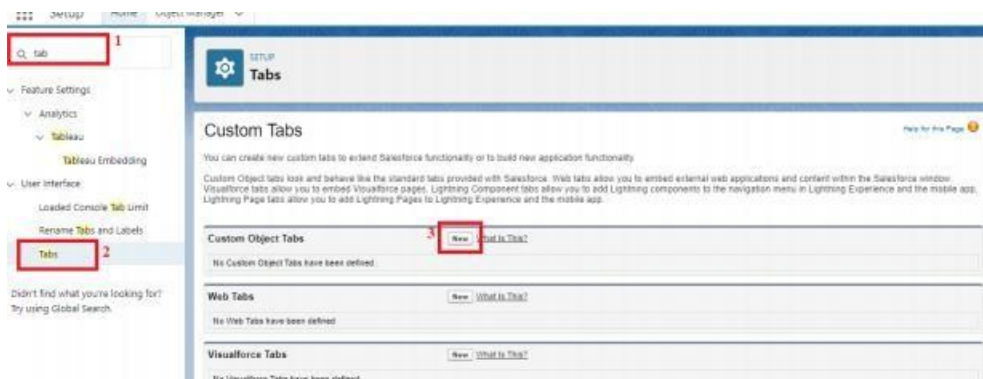 Setup Home Object Manager
1
tab
SETUP
Tabs
Feature Settings
Analytics
Tableau
Tableau Embedding
User Interface
Loaded Console Tab Limit
Rename Tabs and Labels
Tabs 2
Didn't find what you're looking for?
Try using Global Search.
Custom Tabs
Help for this Page
You can create new custom tabs to extend Salesforce functionality or to build new application functionality.
Custom Object tabs look and behave like the standard tabs provided with Salesforce. Web tabs allow you to embed external web applications and content within the Salesforce window.
Visualforce tabs allow you to embed Visualforce pages. Lightning Component tabs allow you to add Lightning components to the navigation menu in Lightning Experience and the mobile app.
Lightning Page tabs allow you to add Lightning Pages to Lightning Experience and the mobile app.
Custom Object Tabs 3 New What Is This?
No Custom Object Tabs have been defined
Web Tabs New What Is This?
No Web Tabs have been defined
Visualforce Tabs New What Is This?
No Visualforce Tabs have been defined